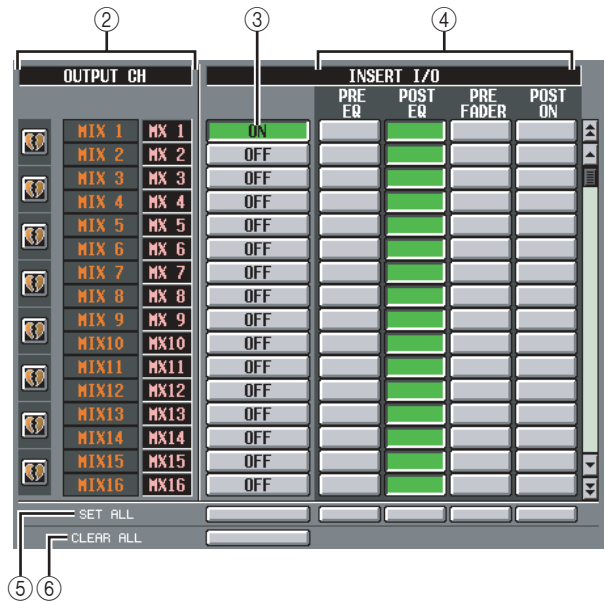 ② ③ ④
OUTPUT CH INSERT I/O
PRE EQ POST EQ PRE FADER POST ON
MIX 1 MX 1 ON
MIX 2 MX 2 OFF
MIX 3 MX 3 OFF
MIX 4 MX 4 OFF
MIX 5 MX 5 OFF
MIX 6 MX 6 OFF
MIX 7 MX 7 OFF
MIX 8 MX 8 OFF
MIX 9 MX 9 OFF
MIX10 MX10 OFF
MIX11 MX11 OFF
MIX12 MX12 OFF
MIX13 MX13 OFF
MIX14 MX14 OFF
MIX15 MX15 OFF
MIX16 MX16 OFF
SET ALL
CLEAR ALL
⑤ ⑥